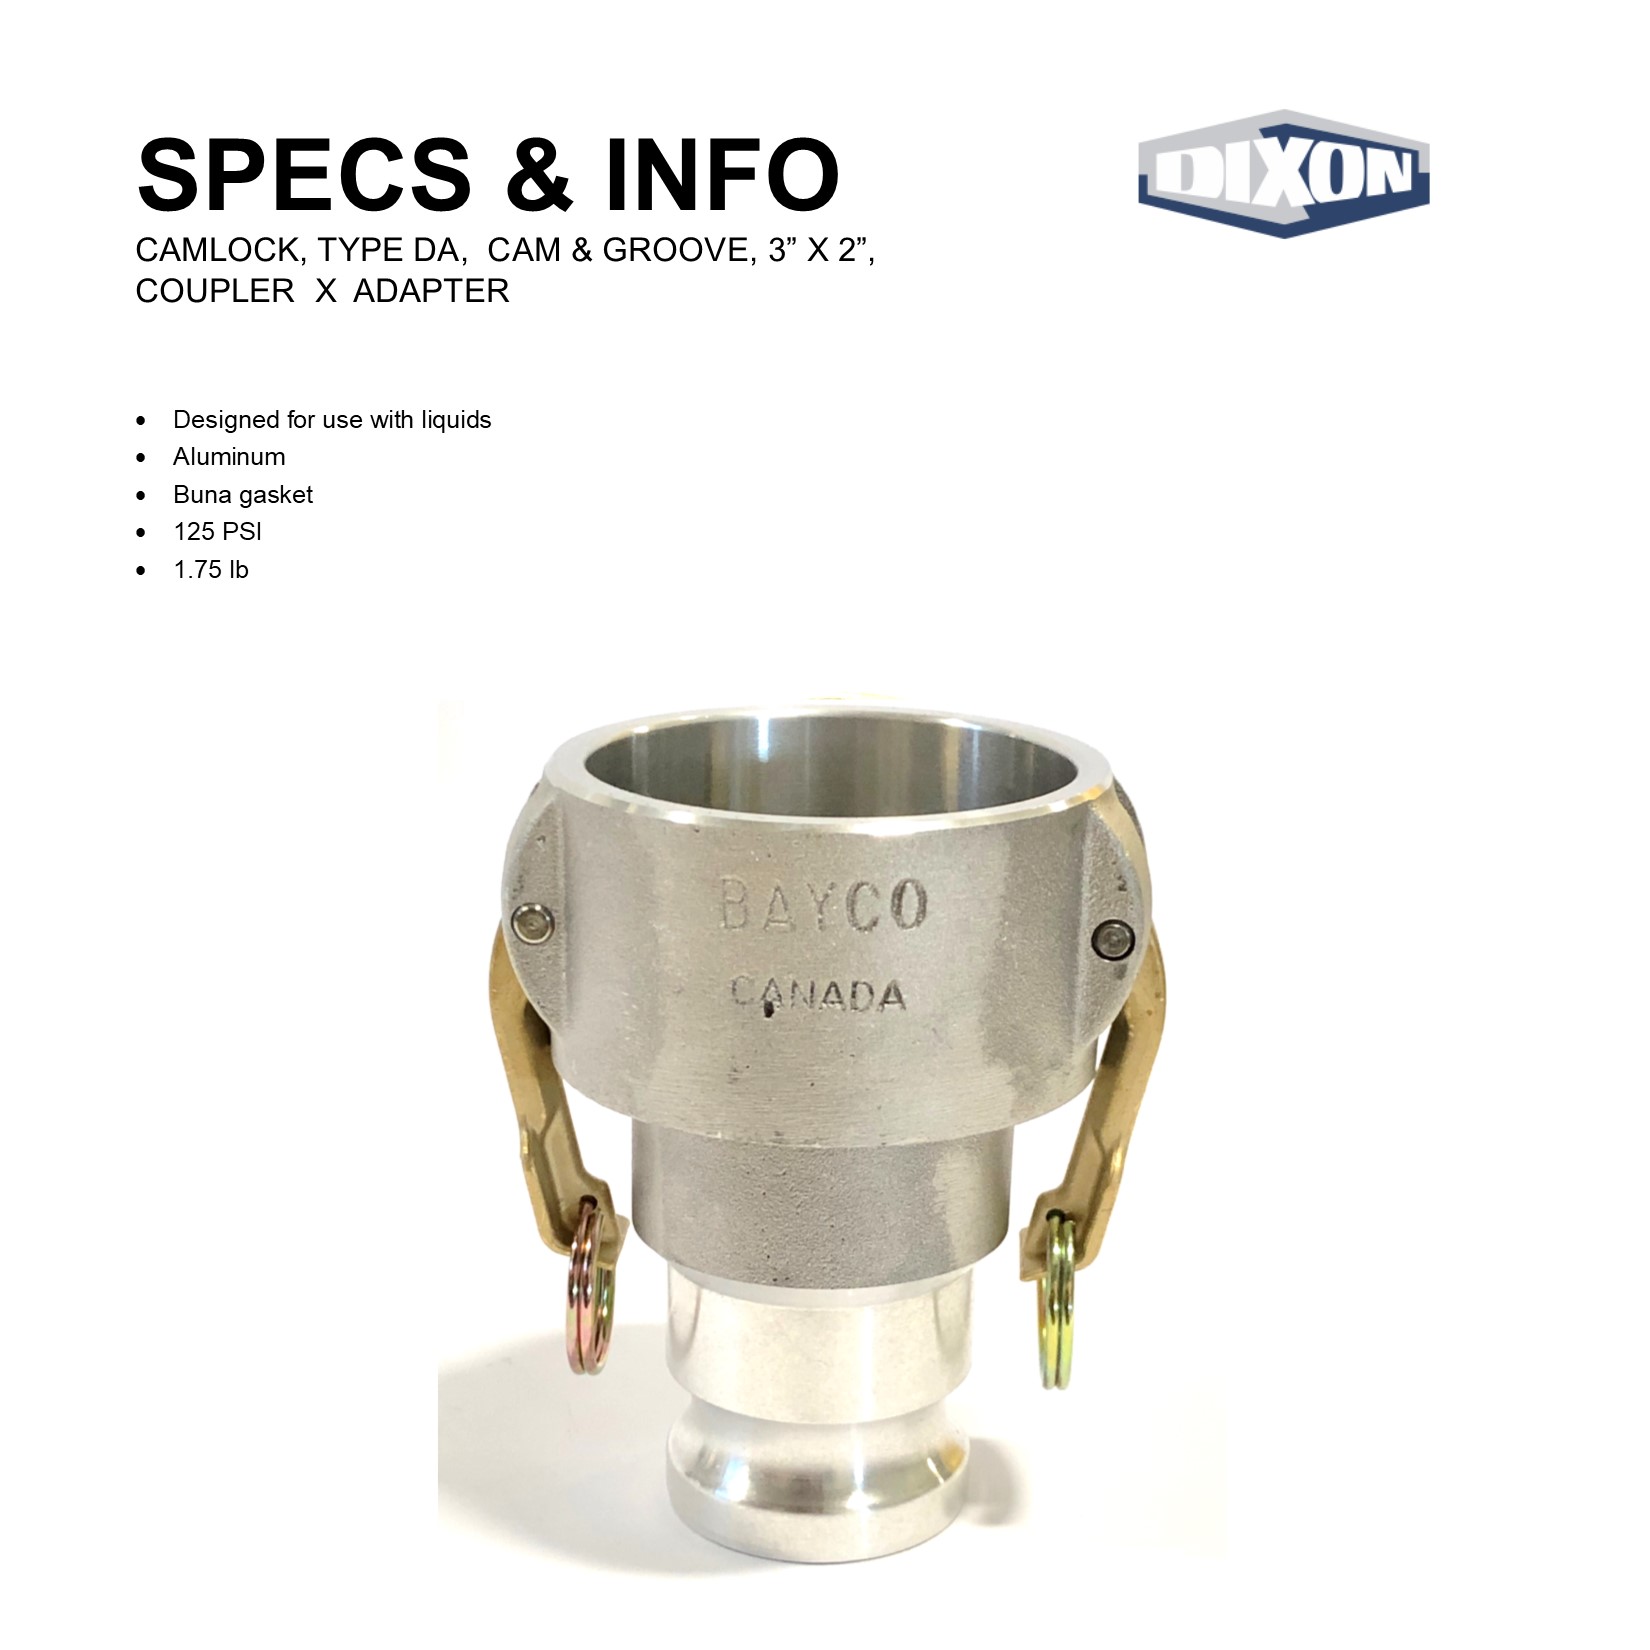 SPECS & INFO
DIXON
CAMLOCK, TYPE DA,  CAM & GROOVE, 3” X 2”,
COUPLER  X  ADAPTER
• Designed for use with liquids
• Aluminum
• Buna gasket
• 125 PSI
• 1.75 lb
BAYCO
CANADA